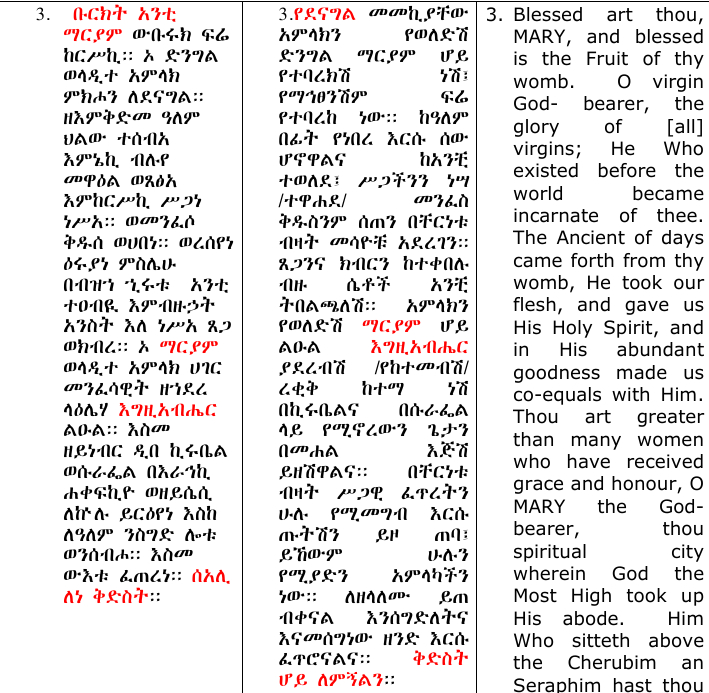 3. ቡርክት አንቲ
ማርያም ውቡሩክ ፍሬ
ከርሥኪ። ኦ ድንግል
ወላዲተ አምላክ
ምክሖን ለደናግል።
ዘእምቅድመ ዓለም
ህልው ተሰብአ
እምኔኪ ብሉየ
መዋዕል ወጸፅአ
እምከርሥኪ ሥጋነ
ነሥአ። ወመንፈሶ
ቅዱሰ ወሀበነ። ወረሰየነ
ዕሩያነ ምስሌሁ
በብዝኀ ኂሩቱ አንቲ
ተዐብዪ እምብዙኃት
አንስት እለ ነሥአ ጸጋ
ወክብረ። ኦ ማርያም
ወላዲተ አምላክ ሀገር
መንፈሳዊት ዘኀደረ
ላዕሌሃ እግዚአብሔር
ልዑል። እስመ
ዘይነብር ዲበ ኪሩቤል
ወሱራፌል በእራኅኪ
ሐቀፍኪዮ ወዘይሴሲ
ለኵሉ ይርዕየነ እስከ
ለዓለም ንስግድ ሎቱ
ወንሰብሖ። እስመ
ውእቱ ፈጠረነ። ሰአሊ
ለነ ቅድስት።
3.የደናግል መመኪያቸው
አምላክን የወለድሽ
ድንግል ማርያም ሆይ
የተባረክሽ ነሽ፤
የማኅፀንሽም ፍሬ
የተባረከ ነው። ከዓለም
በፊት የነበረ እርሱ ሰው
ሆኖዋልና ከአንቺ
ተወለደ፤ ሥጋችንን ነሣ
/ተዋሐደ/ መንፈስ
ቅዱስንም ሰጠን በቸርነቱ
ብዛት መሳዮቹ አደረገን።
ጸጋንና ክብርን ከተቀበሉ
ብዙ ሴቶች አንቺ
ትበልጫለሽ። አምላክን
የወለድሽ ማርያም ሆይ
ልዑል እግዚአብሔር
ያደረብሽ /የከተመብሽ/
ረቂቅ ከተማ ነሽ
በኪሩቤልና በሱራፌል
ላይ የሚኖረውን ጌታን
በመሐል እጅሽ
ይዘሽዋልና። በቸርነቱ
ብዛት ሥጋዊ ፈጥረትን
ሁሉ የሚመግብ እርሱ
ጡትሽን ይዞ ጠባ፤
ይኸውም ሁሉን
የሚያድን አምላካችን
ነው። ለዘላለሙ ይጠ
ብቀናል እንሰግድለትና
እናመሰግነው ዘንድ እርሱ
ፈጥሮናልና። ቅድስት
ሆይ ለምኝልን።
3. Blessed art thou,
MARY, and blessed
is the Fruit of thy
womb. O virgin
God- bearer, the
glory of [all]
virgins; He Who
existed before the
world became
incarnate of thee.
The Ancient of days
came forth from thy
womb, He took our
flesh, and gave us
His Holy Spirit, and
in His abundant
goodness made us
co-equals with Him.
Thou art greater
than many women
who have received
grace and honour, O
MARY the God-
bearer, thou
spiritual city
wherein God the
Most High took up
His abode. Him
Who sitteth above
the Cherubim an
Seraphim hast thou